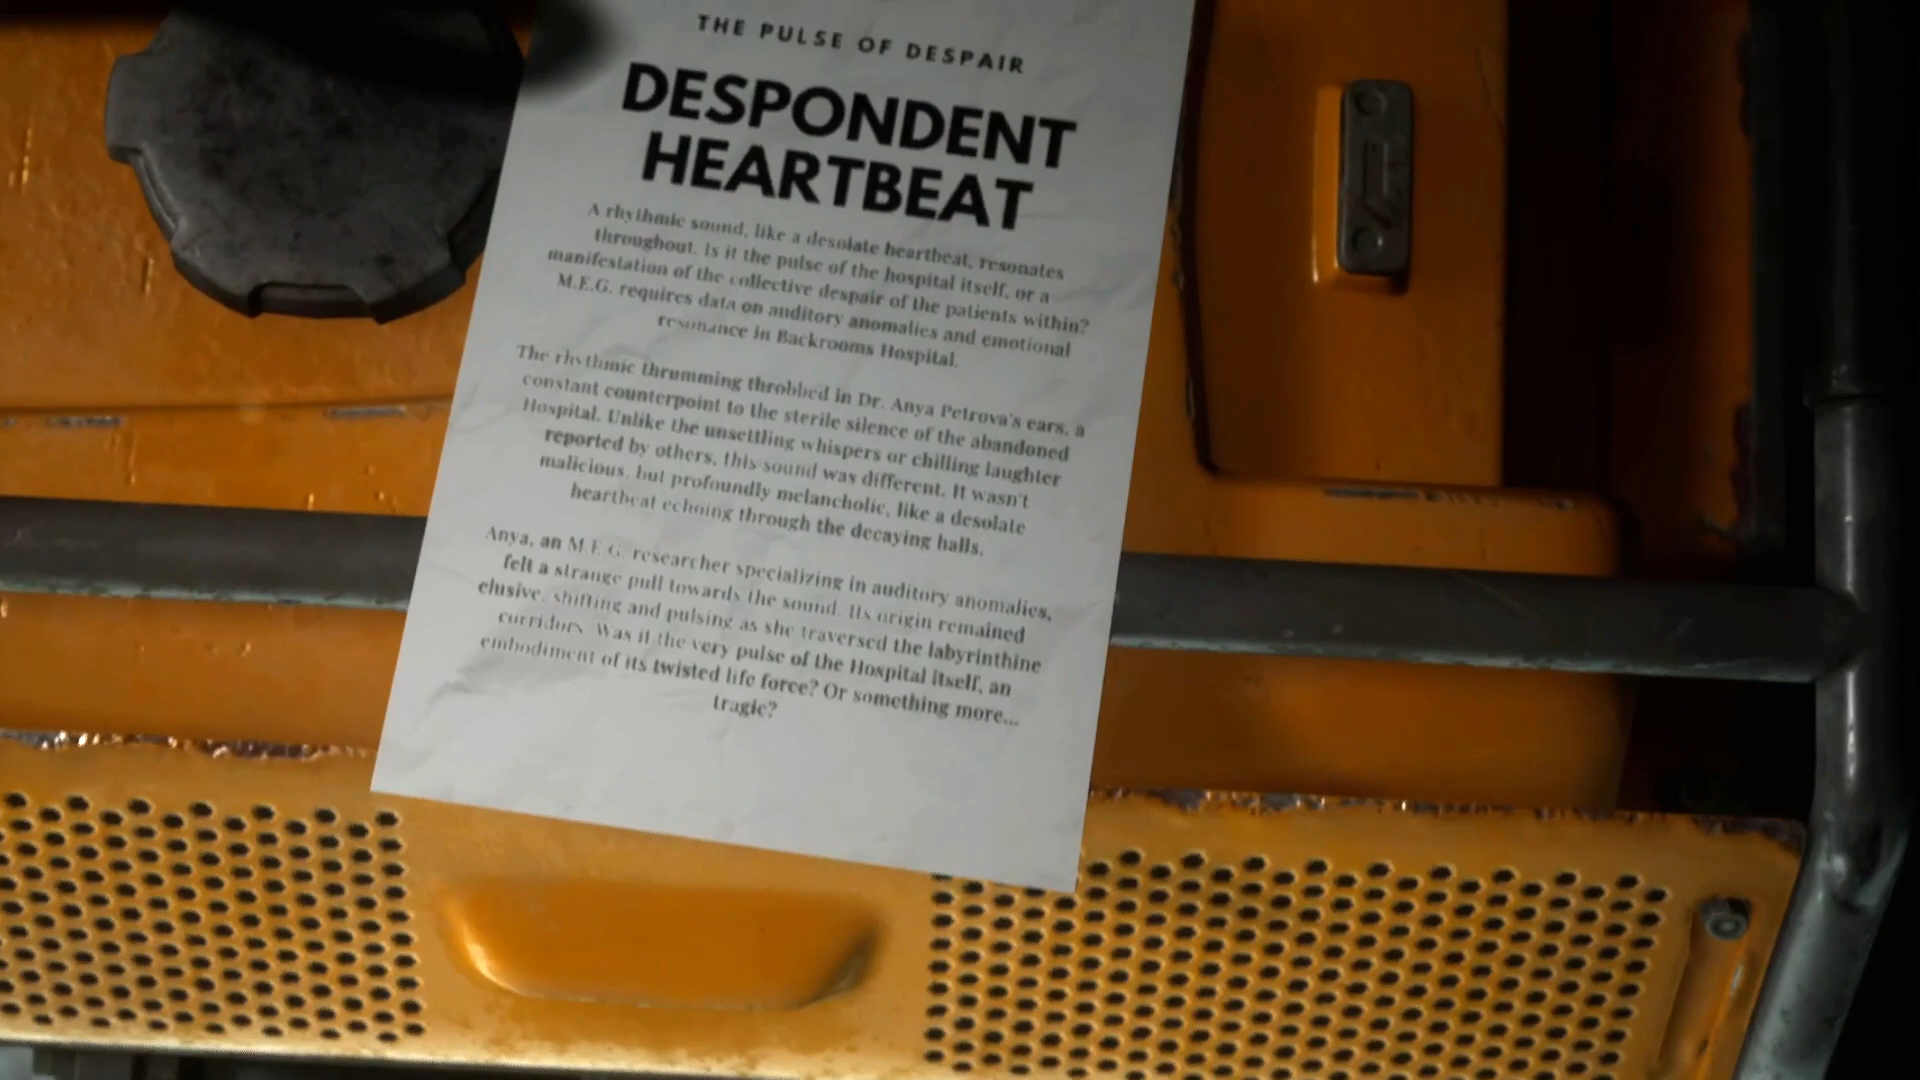 THE PULSE OF DESPAIR
DESPONDENT
HEARTBEAT
A rhythmic sound, like a desolate heartbeat, resonates
throughout. Is it the pulse of the hospital itself, or a
manifestation of the collective despair of the patients within?
M.E.G. requires data on auditory anomalies and emotional
resonance in Backrooms Hospital.
The rhythmic thrumming throbbed in Dr. Anya Petrova's ears, a
constant counterpoint to the sterile silence of the abandoned
Hospital. Unlike the unsettling whispers or chilling laughter
reported by others, this sound was different. It wasn't
malicious, but profoundly melancholic, like a desolate
heartbeat echoing through the decaying halls.
Anya, an M.E.G. researcher specializing in auditory anomalies,
felt a strange pull towards the sound. Its origin remained
elusive, shifting and pulsing as she traversed the labyrinthine
corridors. Was it the very pulse of the Hospital itself, an
embodiment of its twisted life force? Or something more...
tragic?